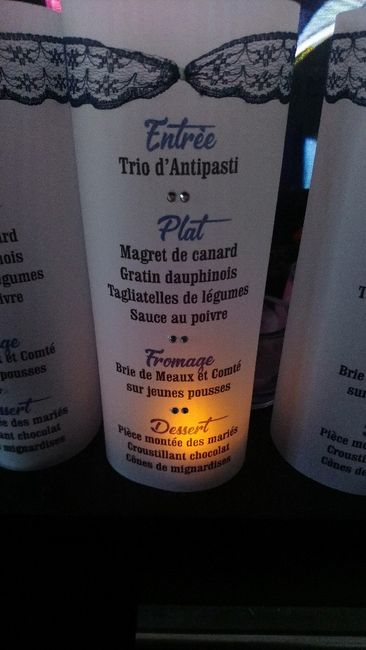 Entrée
Trio d'Antipasti
Plat
Magret de canard
Gratin dauphinois
Tagliatelles de légumes
Sauce au poivre
Fromage
Brie de Meaux et Comté
sur jeunes pousses
Dessert
Pièce montée des mariés
Croustillant chocolat
Cônes de mignardises